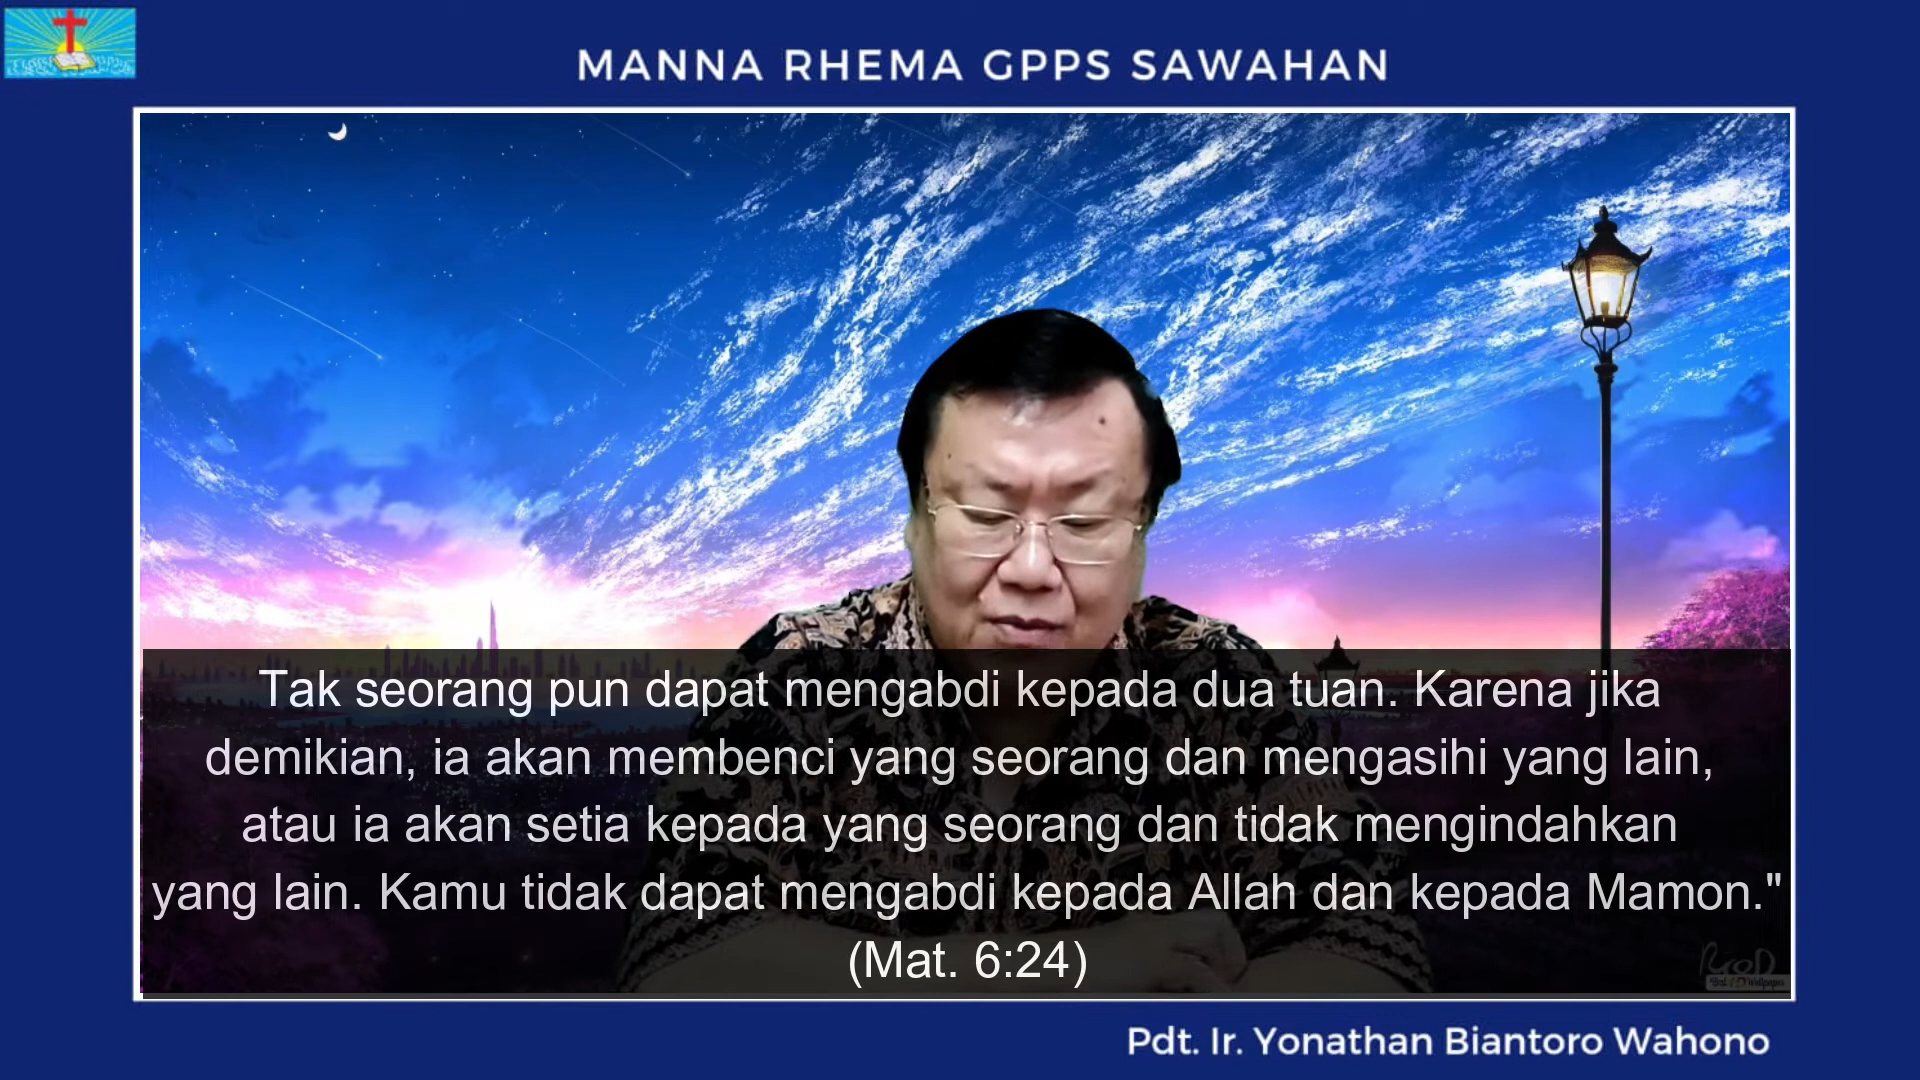 MANNA RHEMA GPPS SAWAHAN
Tak seorang pun dapat mengabdi kepada dua tuan. Karena jika
demikian, ia akan membenci yang seorang dan mengasihi yang lain,
atau ia akan setia kepada yang seorang dan tidak mengindahkan
yang lain. Kamu tidak dapat mengabdi kepada Allah dan kepada Mamon."
(Mat. 6:24)
Pdt. Ir. Yonathan Biantoro Wahono